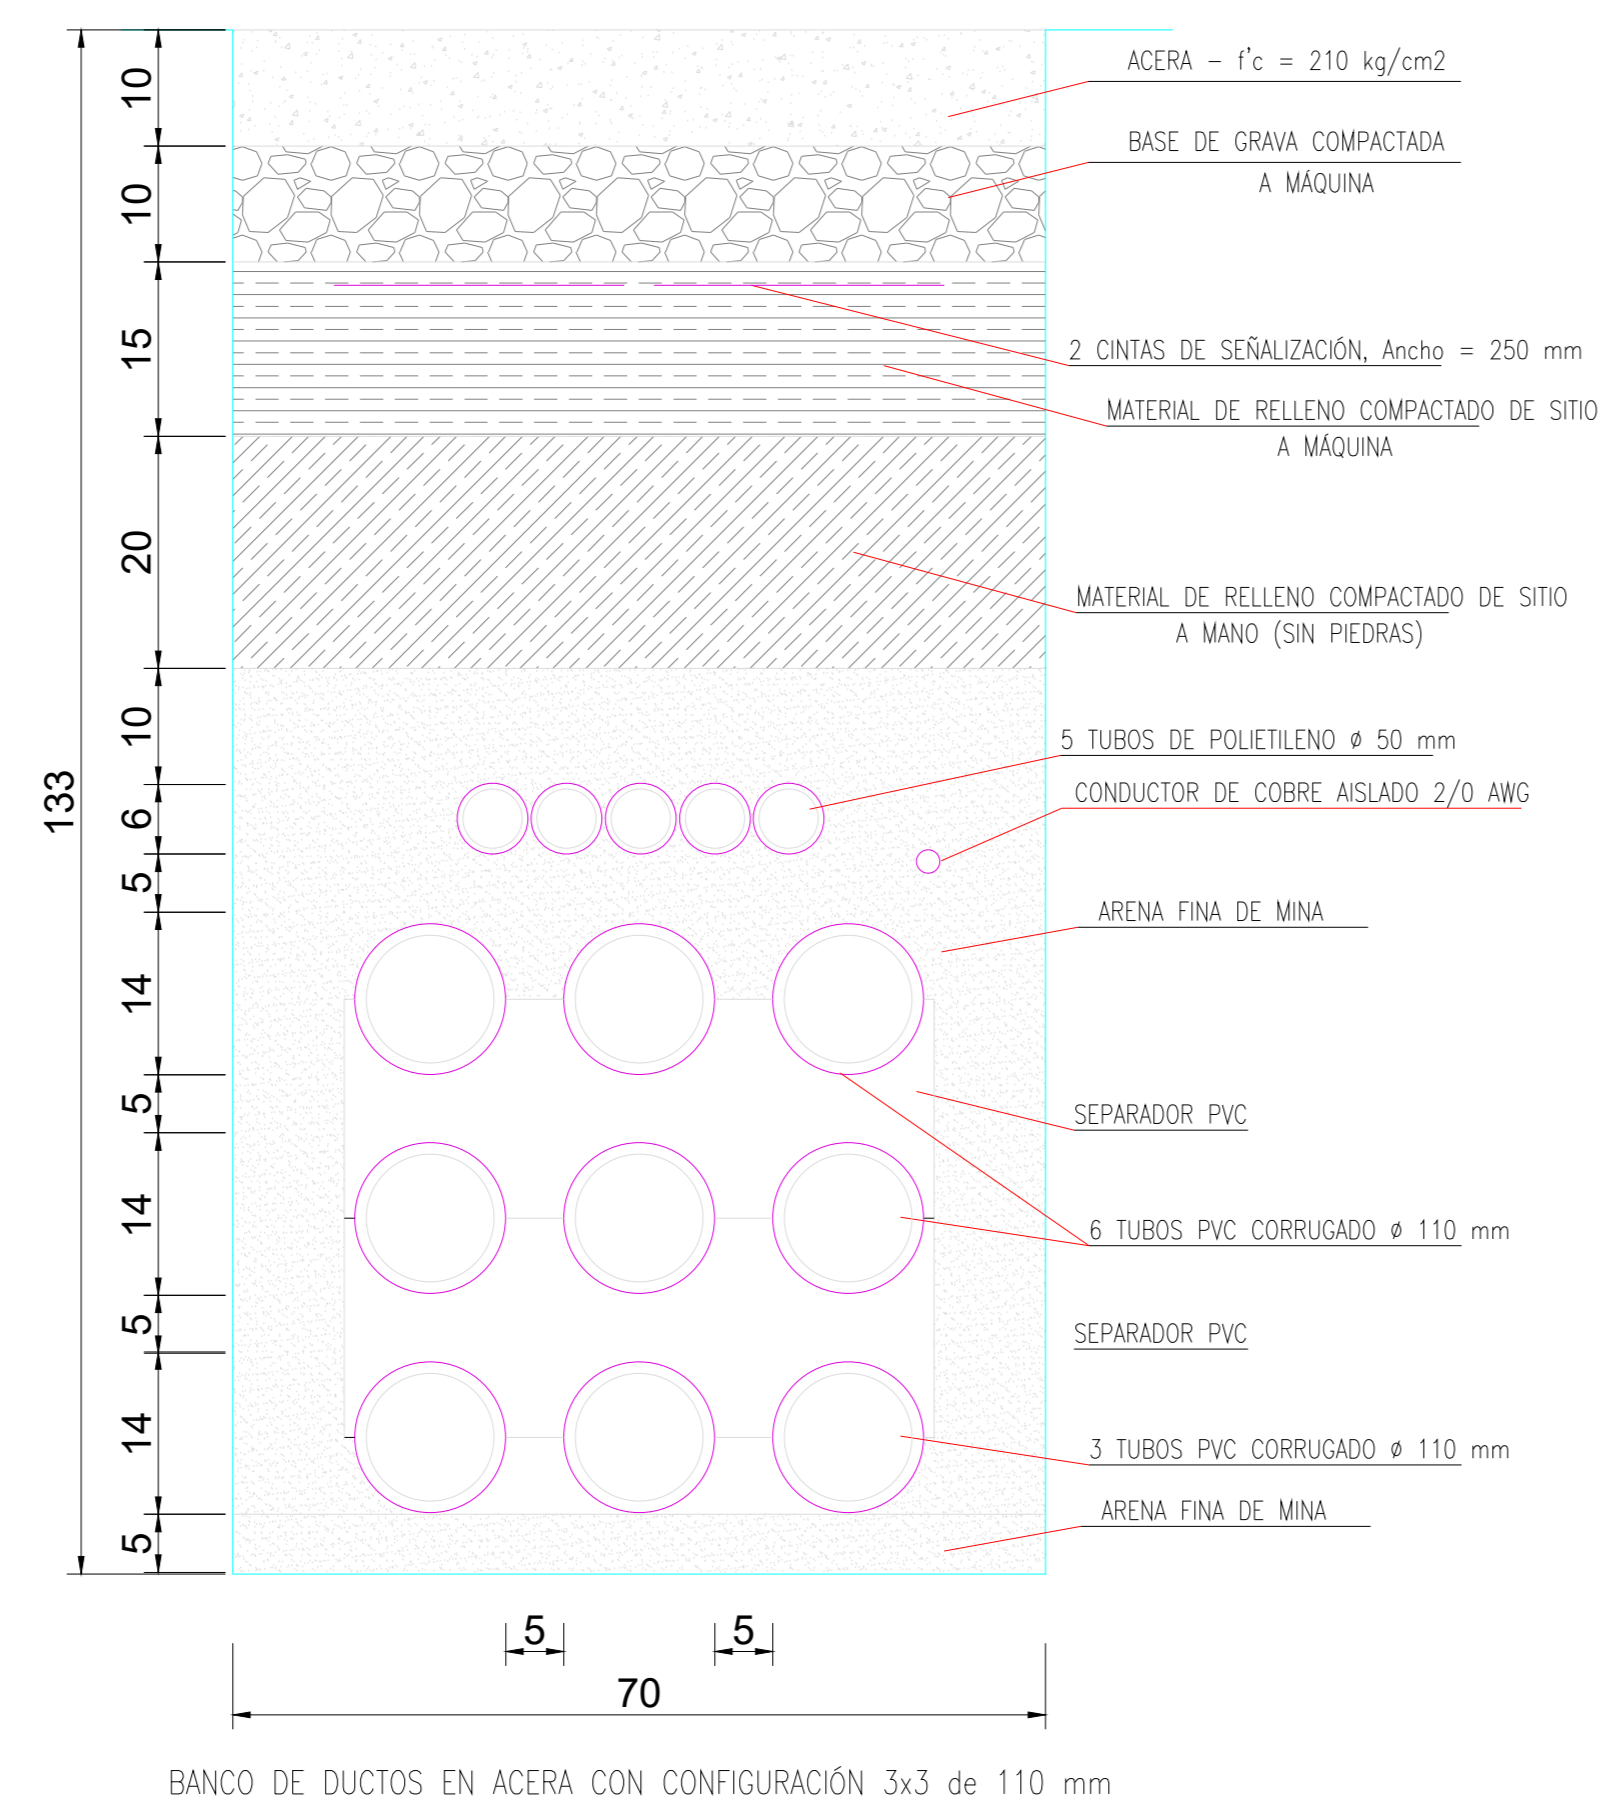 10
10
15
20
10
6
5
14
5
14
5
14
5
133
ACERA - f'c = 210 kg/cm2
BASE DE GRAVA COMPACTADA
A MÁQUINA
2 CINTAS DE SEÑALIZACIÓN, Ancho = 250 mm
MATERIAL DE RELLENO COMPACTADO DE SITIO
A MÁQUINA
MATERIAL DE RELLENO COMPACTADO DE SITIO
A MANO (SIN PIEDRAS)
5 TUBOS DE POLIETILENO ø 50 mm
CONDUCTOR DE COBRE AISLADO 2/0 AWG
ARENA FINA DE MINA
SEPARADOR PVC
6 TUBOS PVC CORRUGADO ø 110 mm
SEPARADOR PVC
3 TUBOS PVC CORRUGADO ø 110 mm
ARENA FINA DE MINA
5 5
70
BANCO DE DUCTOS EN ACERA CON CONFIGURACIÓN 3x3 de 110 mm